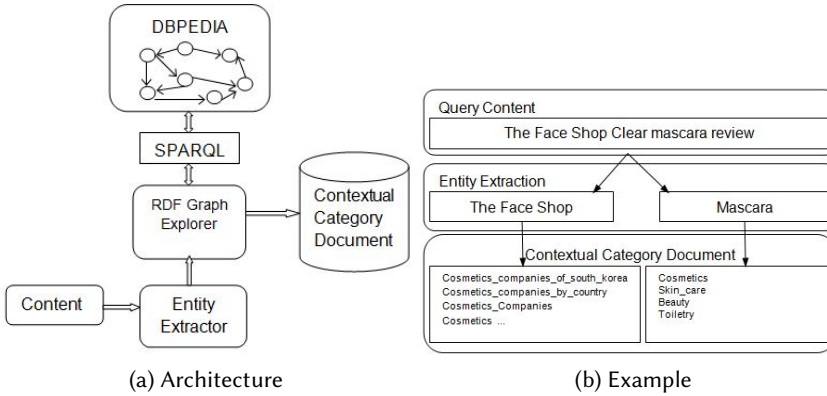 DBPEDIA
SPARQL
RDF Graph
Explorer
Contextual
Category
Document
Content
Entity
Extractor
(a) Architecture
Query Content
The Face Shop Clear mascara review
Entity Extraction
The Face Shop
Mascara
Contextual Category Document
Cosmetics_companies_of_south_korea
Cosmetics_companies_by_country
Cosmetics_Companies
Cosmetics ...
Cosmetics
Skin_care
Beauty
Toiletry
(b) Example